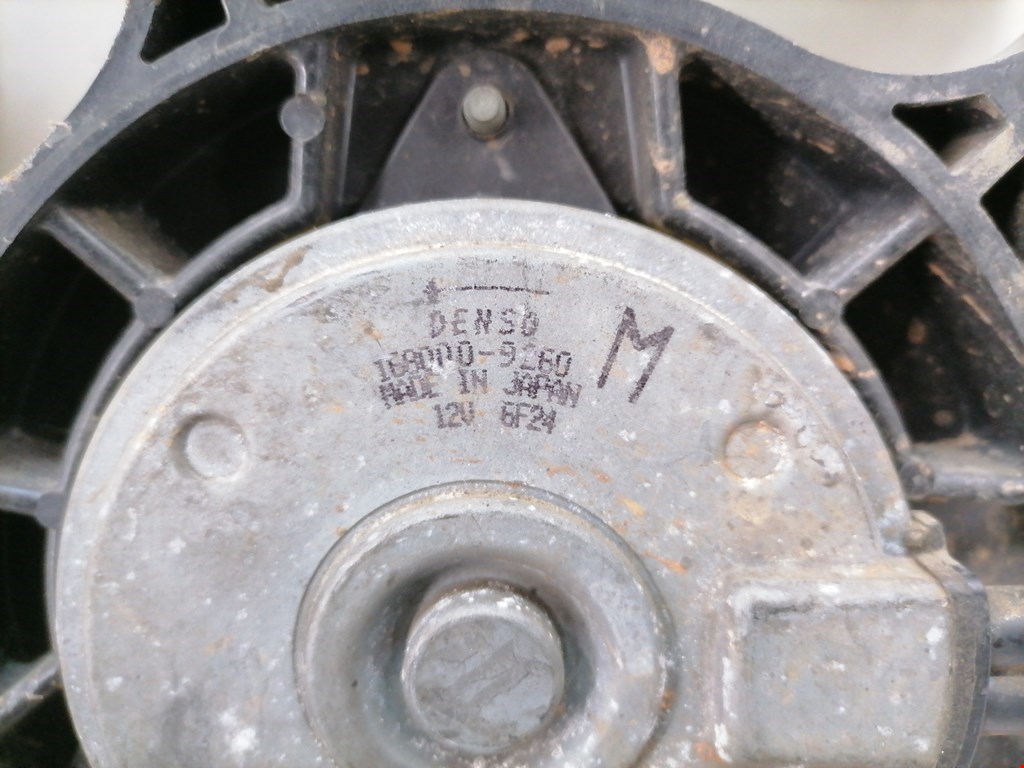 DENSO
M
168000-9260
MADE IN JAPAN
12V 6F24